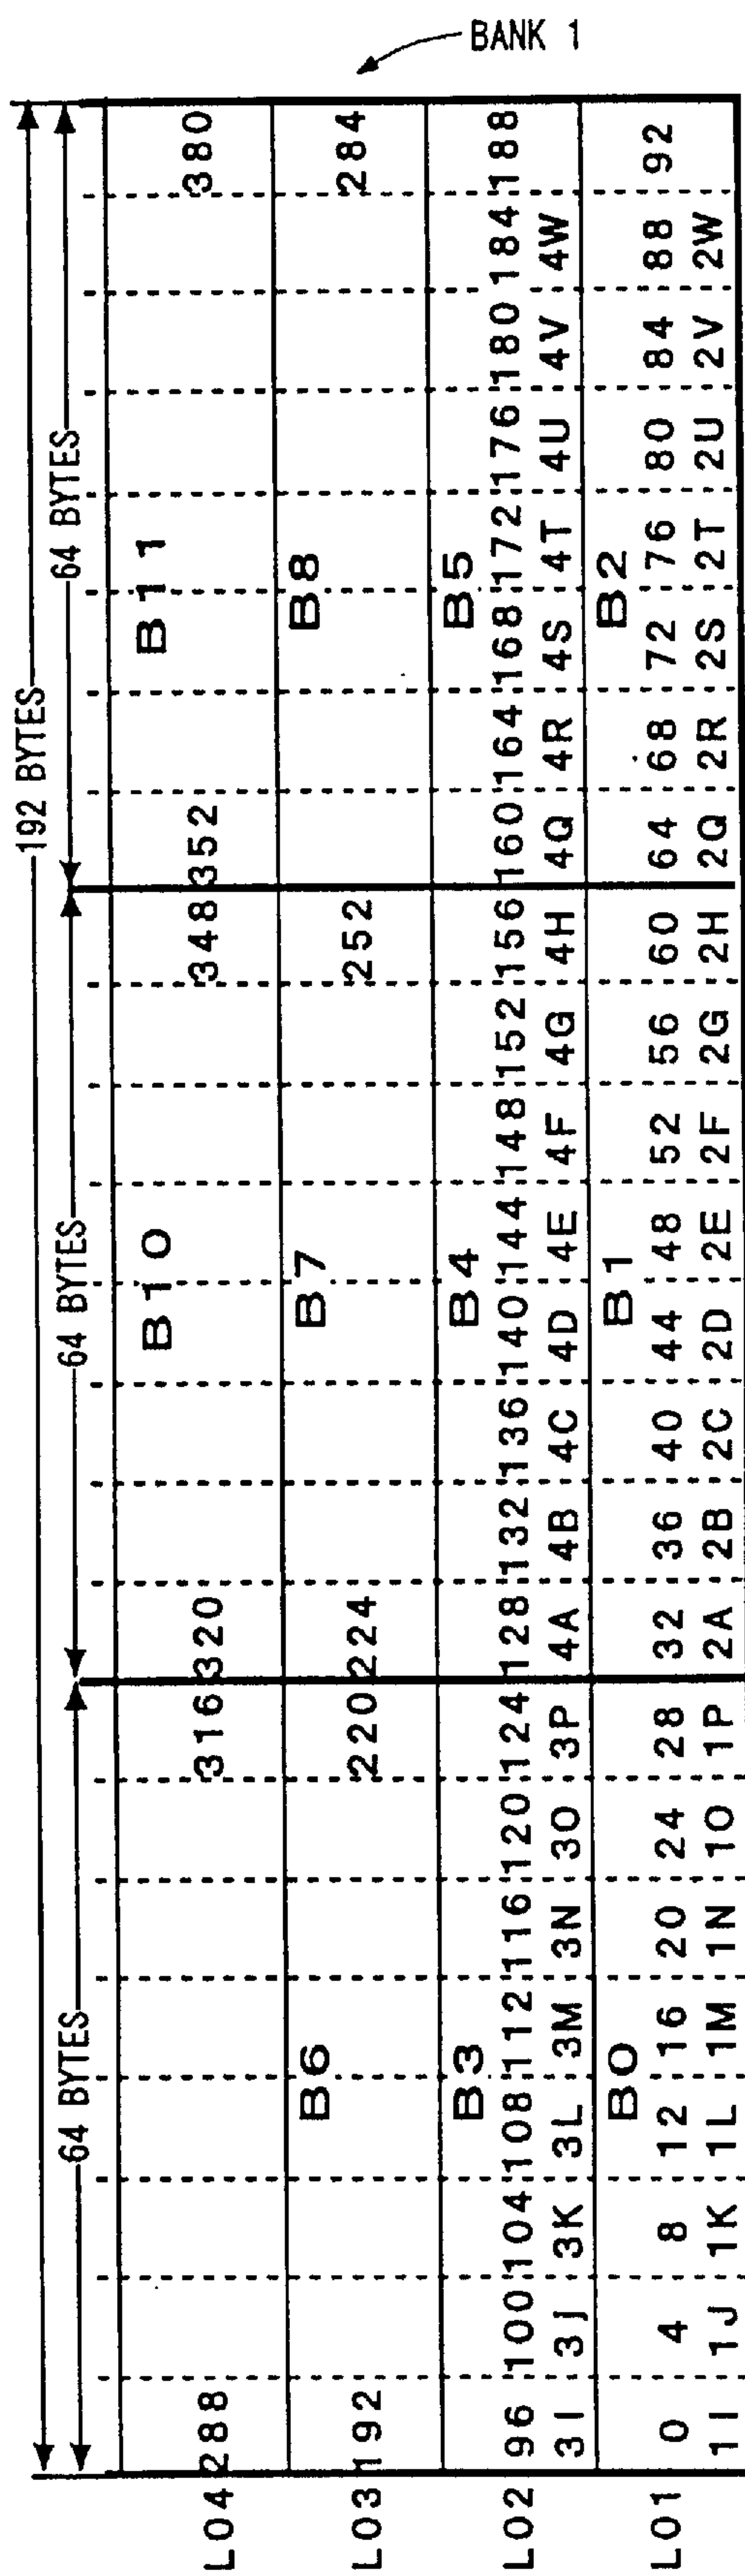 BANK 1
192 BYTES
64 BYTES 64 BYTES 64 BYTES
B10 B11
L04 288 316 320 348 352 380
B6 B7 B8
L03 192 220 224 252 284
B3 B4 B5
L02 96 100 104 108 112 116 120 124 128 132 136 140 144 148 152 156 160 164 168 172 176 180 184 188
3I 3J 3K 3L 3M 3N 3O 3P 4A 4B 4C 4D 4E 4F 4G 4H 4Q 4R 4S 4T 4U 4V 4W
B0 B1 B2
L01 0 4 8 12 16 20 24 28 32 36 40 44 48 52 56 60 64 68 72 76 80 84 88 92
1I 1J 1K 1L 1M 1N 1O 1P 2A 2B 2C 2D 2E 2F 2G 2H 2Q 2R 2S 2T 2U 2V 2W